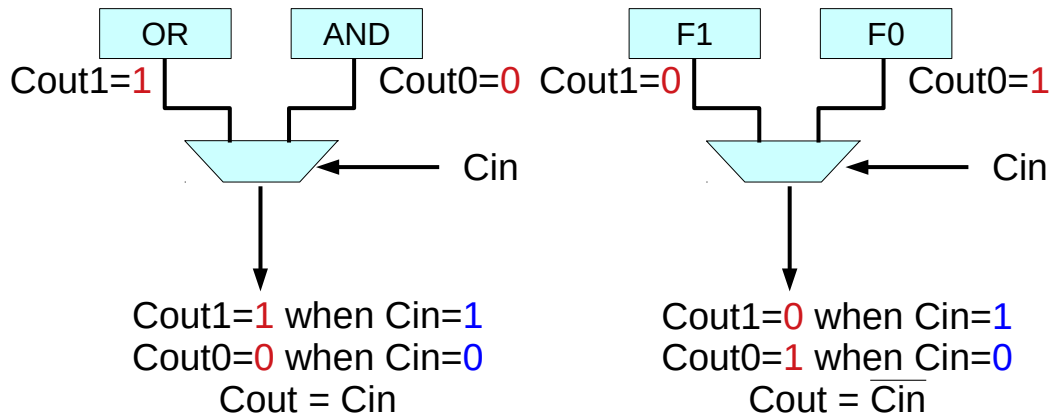 OR
AND
Cout1=1
Cout0=0
Cin
Cout1=1 when Cin=1
Cout0=0 when Cin=0
Cout = Cin
F1
F0
Cout1=0
Cout0=1
Cin
Cout1=0 when Cin=1
Cout0=1 when Cin=0
Cout = C̅i̅n̅